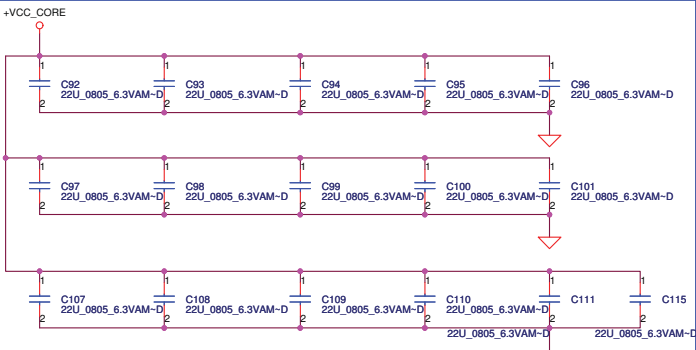 +VCC_CORE
1 1 1 1 1
C92 C93 C94 C95 C96
22U_0805_6.3VAM~D 22U_0805_6.3VAM~D 22U_0805_6.3VAM~D 22U_0805_6.3VAM~D 22U_0805_6.3VAM~D
2 2 2 2 2
1 1 1 1 1
C97 C98 C99 C100 C101
22U_0805_6.3VAM~D 22U_0805_6.3VAM~D 22U_0805_6.3VAM~D 22U_0805_6.3VAM~D 22U_0805_6.3VAM~D
2 2 2 2 2
1 1 1 1 1 1
C107 C108 C109 C110 C111 C115
22U_0805_6.3VAM~D 22U_0805_6.3VAM~D 22U_0805_6.3VAM~D 22U_0805_6.3VAM~D
2 2 2 2 2 2
22U_0805_6.3VAM~D 22U_0805_6.3VAM~D